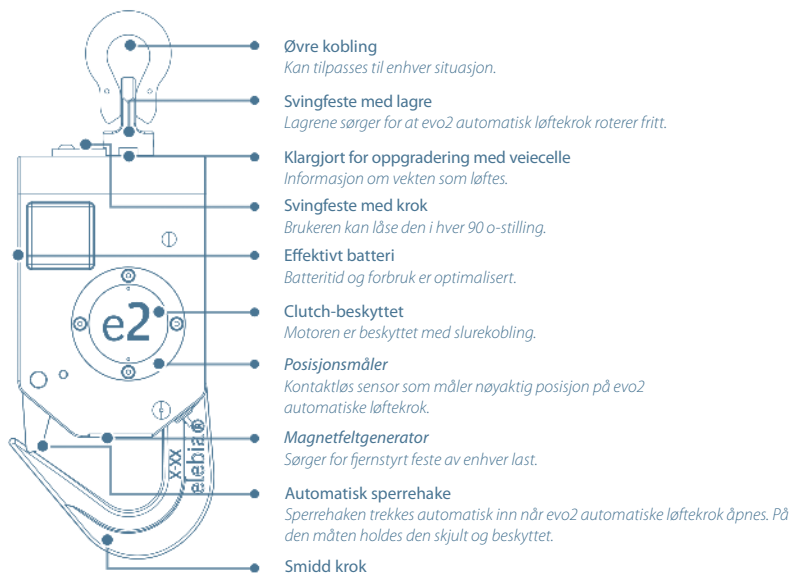 Øvre kobling
Kan tilpasses til enhver situasjon.
Svingfeste med lagre
Lagrene sørger for at evo2 automatisk løftekrok roterer fritt.
Klargjort for oppgradering med veiecelle
Informasjon om vekten som løftes.
Svingfeste med krok
Brukeren kan låse den i hver 90 o-stilling.
Effektivt batteri
Batteritid og forbruk er optimalisert.
Clutch-beskyttet
Motoren er beskyttet med slurekobling.
Posisjonsmåler
Kontaktløs sensor som måler nøyaktig posisjon på evo2
automatiske løftekrok.
Magnetfeltgenerator
Sørger for fjernstyrt feste av enhver last.
Automatisk sperrehake
Sperrehaken trekkes automatisk inn når evo2 automatiske løftekrok åpnes. På
den måten holdes den skjult og beskyttet.
Smidd krok
e2
x-xx
elebia®